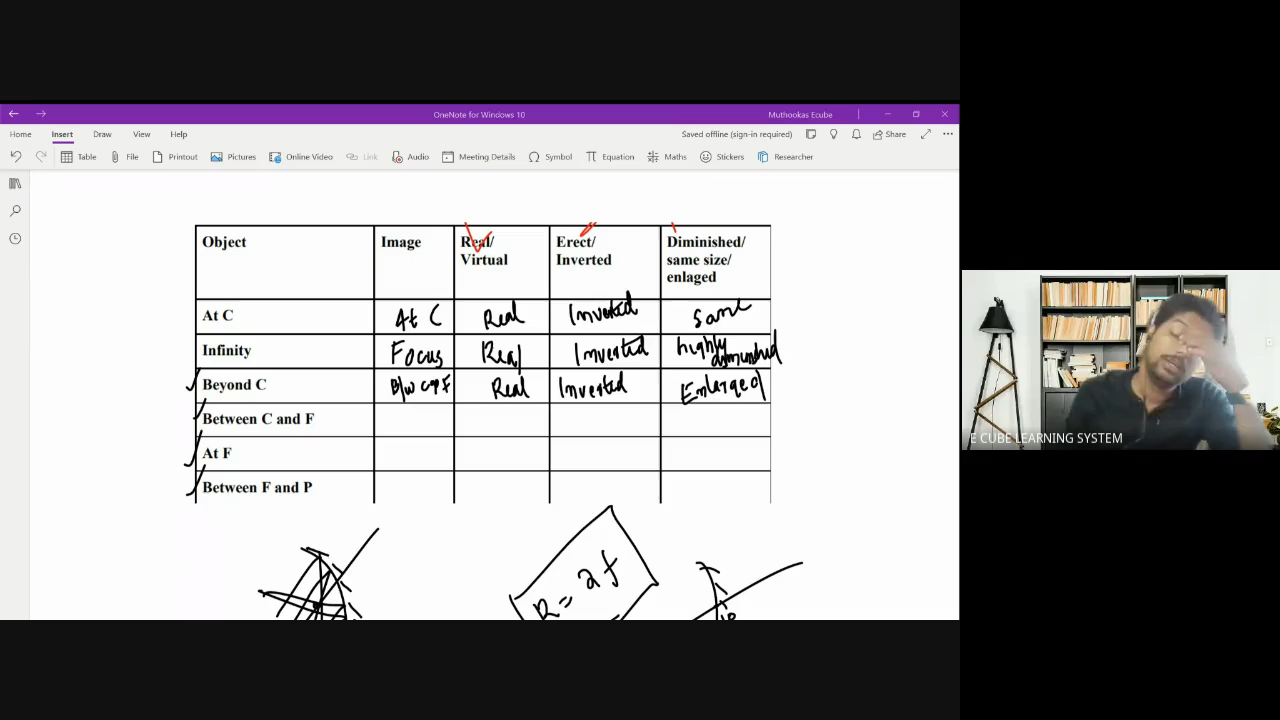 OneNote for Windows 10
Muthookas Ecube
Home Insert Draw View Help
Saved offline (sign-in required)
Share
Table File Printout Pictures Online Video Link Audio Meeting Details Symbol Equation Maths Stickers Researcher
Object Image Real/ Erect/ Diminished/
Virtual Inverted same size/
enlaged
At C At C Real Inverted Same
Infinity Focus Real Inverted highly
diminished
Beyond C B/w C & F Real Inverted Enlarged
Between C and F
At F
Between F and P
R = 2f
E CUBE LEARNING SYSTEM